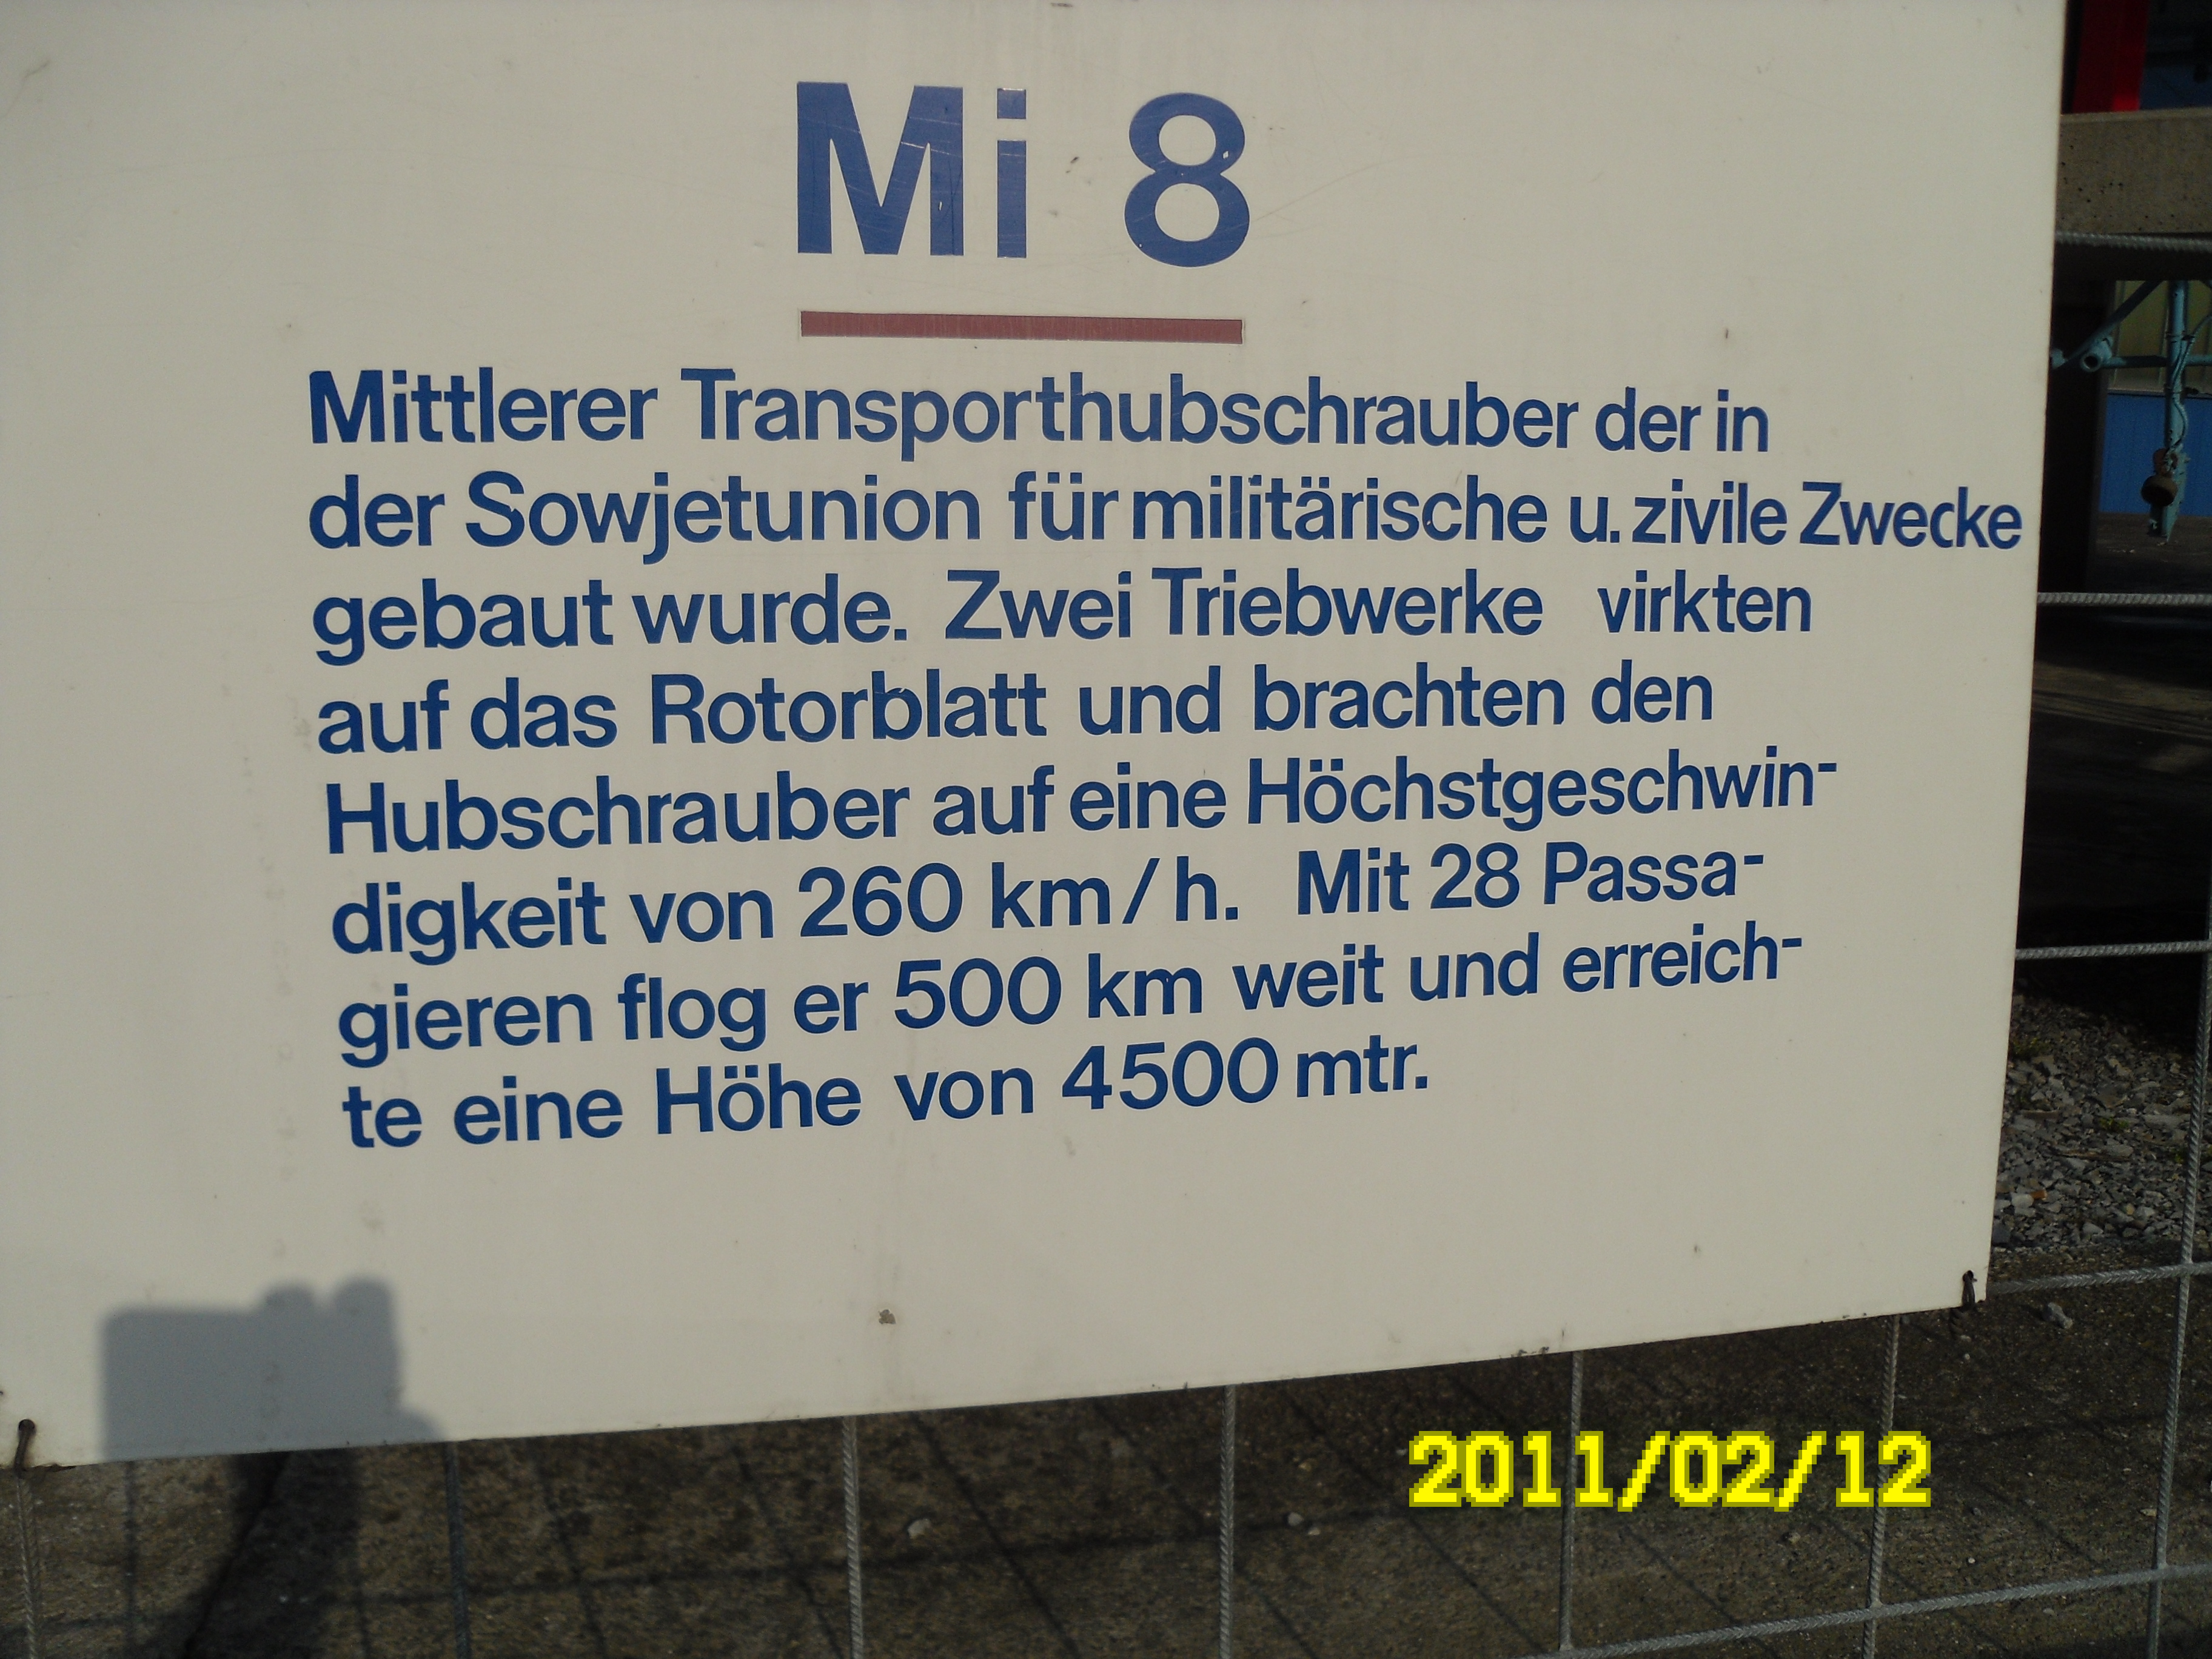 Mi 8
Mittlerer Transporthubschrauber der in
der Sowjetunion für militärische u. zivile Zwecke
gebaut wurde. Zwei Triebwerke virkten
auf das Rotorblatt und brachten den
Hubschrauber auf eine Höchstgeschwin-
digkeit von 260 km/h. Mit 28 Passa-
gieren flog er 500 km weit und erreich-
te eine Höhe von 4500 mtr.
2011/02/12